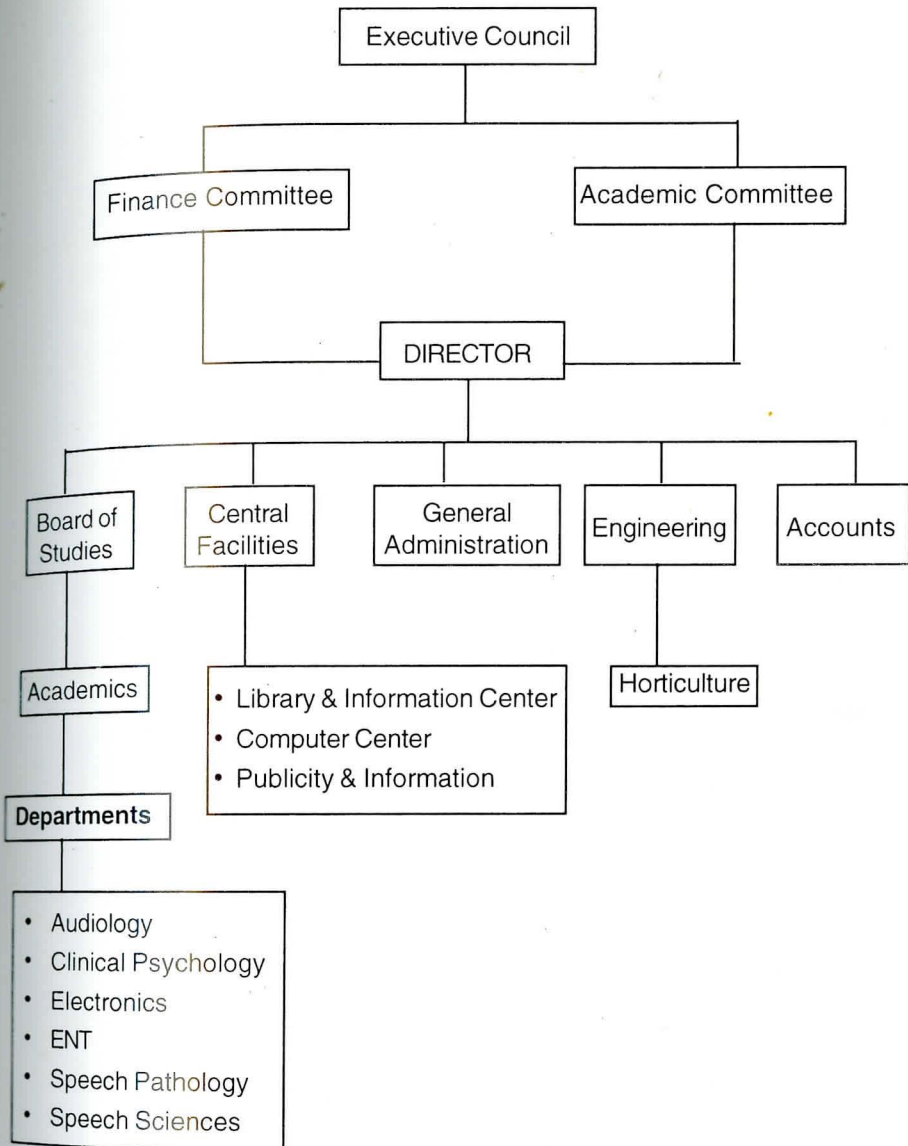 Executive Council
Finance Committee
Academic Committee
DIRECTOR
Board of
Studies
Central
Facilities
General
Administration
Engineering
Accounts
Academics
• Library & Information Center
• Computer Center
• Publicity & Information
Horticulture
Departments
• Audiology
• Clinical Psychology
• Electronics
• ENT
• Speech Pathology
• Speech Sciences